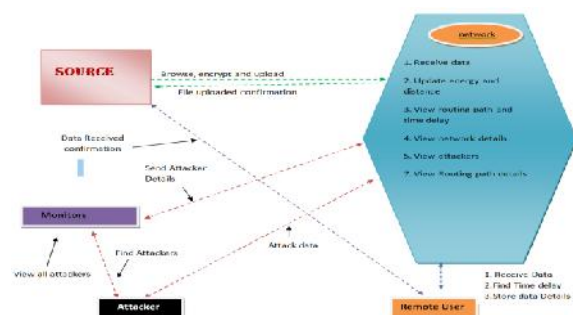 network
1. Receive data
2. Update energy and
distance
3. View routing path and
time delay
4. View network details
5. View attackers
7. View Routing path details
SOURCE
Browse, encrypt and upload
File uploaded confirmation
Data Received
confirmation
Send Attacker
Details
Monitors
View all attackers
Find Attackers
Attack data
Attacker
Remote User
1. Receive Data
2.Find Time delay
3.Store data Details